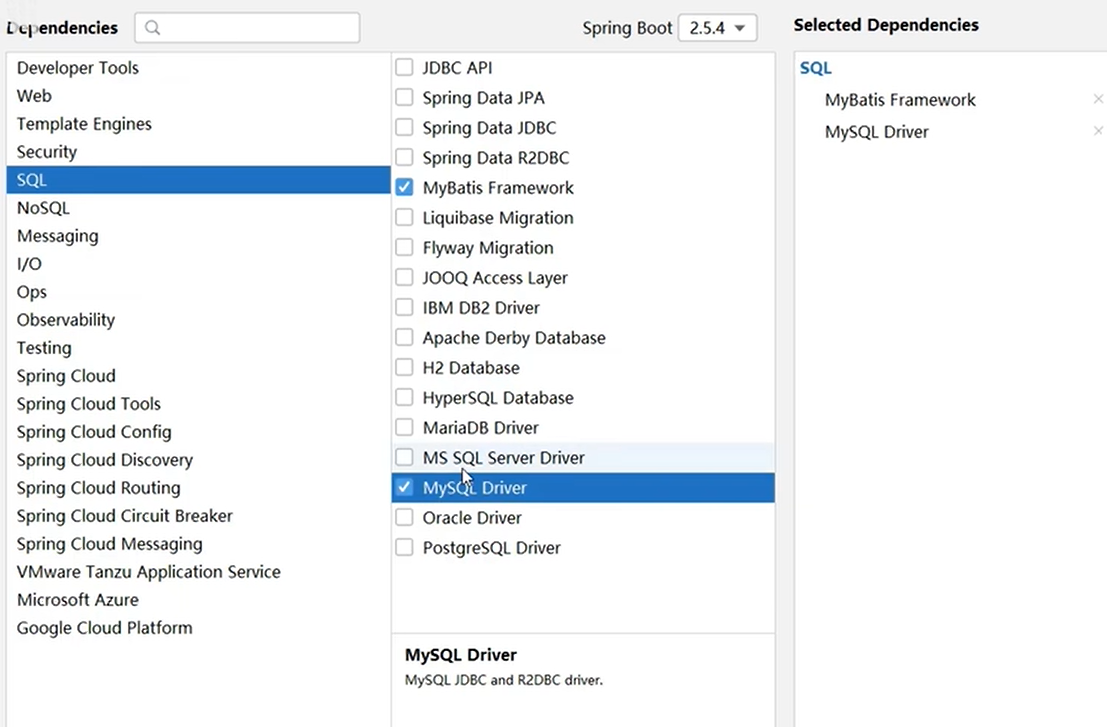 Dependencies
Spring Boot 2.5.4
Selected Dependencies
Developer Tools
Web
Template Engines
Security
SQL
NoSQL
Messaging
I/O
Ops
Observability
Testing
Spring Cloud
Spring Cloud Tools
Spring Cloud Config
Spring Cloud Discovery
Spring Cloud Routing
Spring Cloud Circuit Breaker
Spring Cloud Messaging
VMware Tanzu Application Service
Microsoft Azure
Google Cloud Platform
JDBC API
Spring Data JPA
Spring Data JDBC
Spring Data R2DBC
MyBatis Framework
Liquibase Migration
Flyway Migration
JOOQ Access Layer
IBM DB2 Driver
Apache Derby Database
H2 Database
HyperSQL Database
MariaDB Driver
MS SQL Server Driver
MySQL Driver
Oracle Driver
PostgreSQL Driver
MySQL Driver
MySQL JDBC and R2DBC driver.
SQL
MyBatis Framework
MySQL Driver